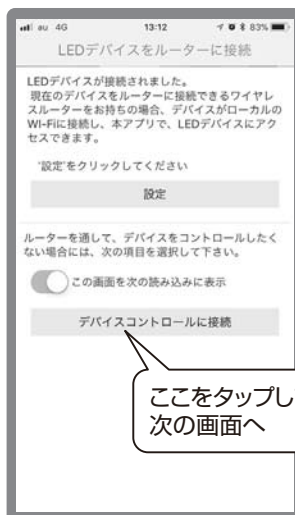 au 4G 13:12 83%
LEDデバイスをルーターに接続
LEDデバイスが接続されました。
現在のデバイスをルーターに接続できるワイヤレ
スルーターをお持ちの場合、デバイスがローカルの
WI-Fiに接続し、本アプリで、LEDデバイスにアク
セスできます。
"設定"をクリックしてください
設定
ルーターを通して、デバイスをコントロールしたく
ない場合には、次の項目を選択して下さい。
この画面を次の読み込みに表示
デバイスコントロールに接続
ここをタップし
次の画面へ